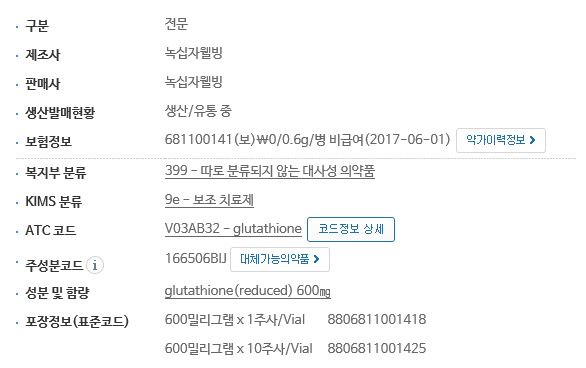 구분 전문
제조사 녹십자웰빙
판매사 녹십자웰빙
생산발매현황 생산/유통 중
보험정보 681100141(보)₩0/0.6g/병 비급여(2017-06-01) 약가이력정보 >
복지부 분류 399 - 따로 분류되지 않는 대사성 의약품
KIMS 분류 9e - 보조 치료제
ATC 코드 V03AB32 - glutathione 코드정보 상세
주성분코드 i 166506BIJ 대체가능의약품 >
성분 및 함량 glutathione(reduced) 600㎎
포장정보(표준코드) 600밀리그램 x 1주사/Vial 8806811001418
600밀리그램 x 10주사/Vial 8806811001425